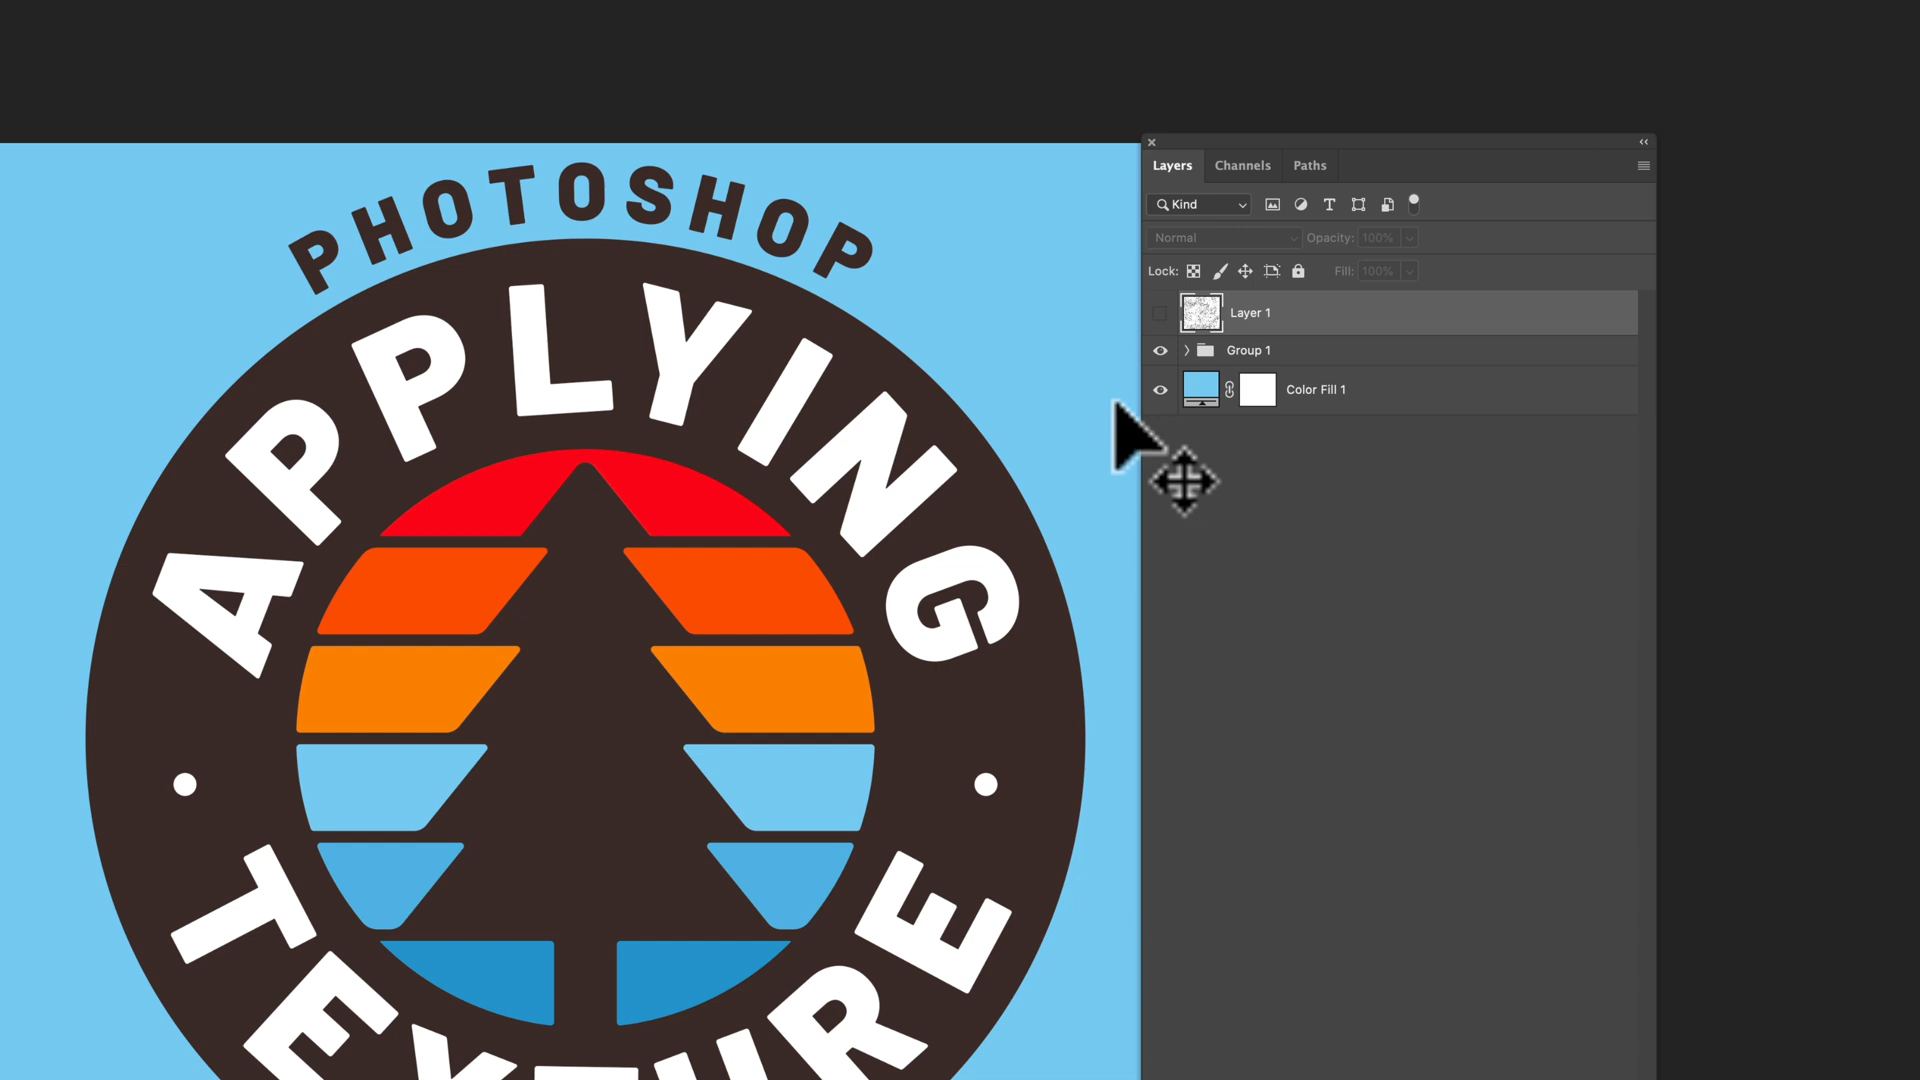 PHOTOSHOP
APPLYING
TEXTURE
Layers Channels Paths
Kind
Normal Opacity: 100%
Lock: Fill: 100%
Layer 1
Group 1
Color Fill 1